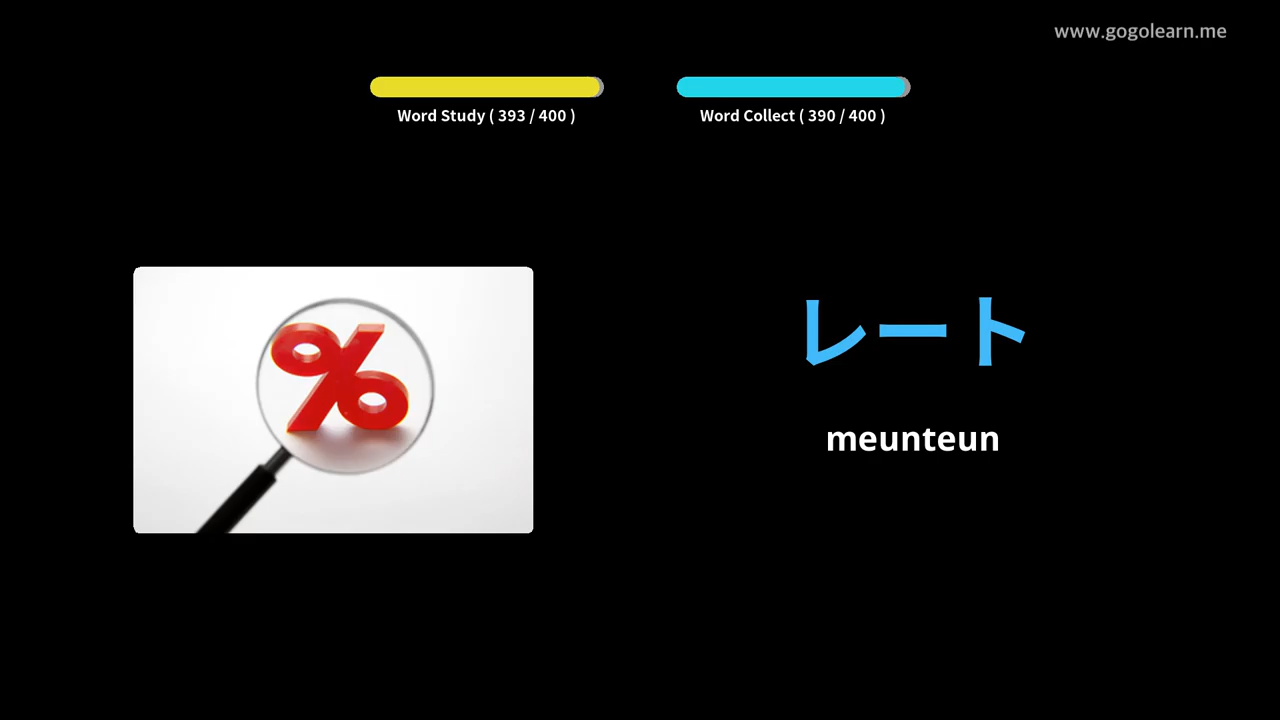 www.gogolearn.me
Word Study ( 393 / 400 )
Word Collect ( 390 / 400 )
%
レート
meunteun